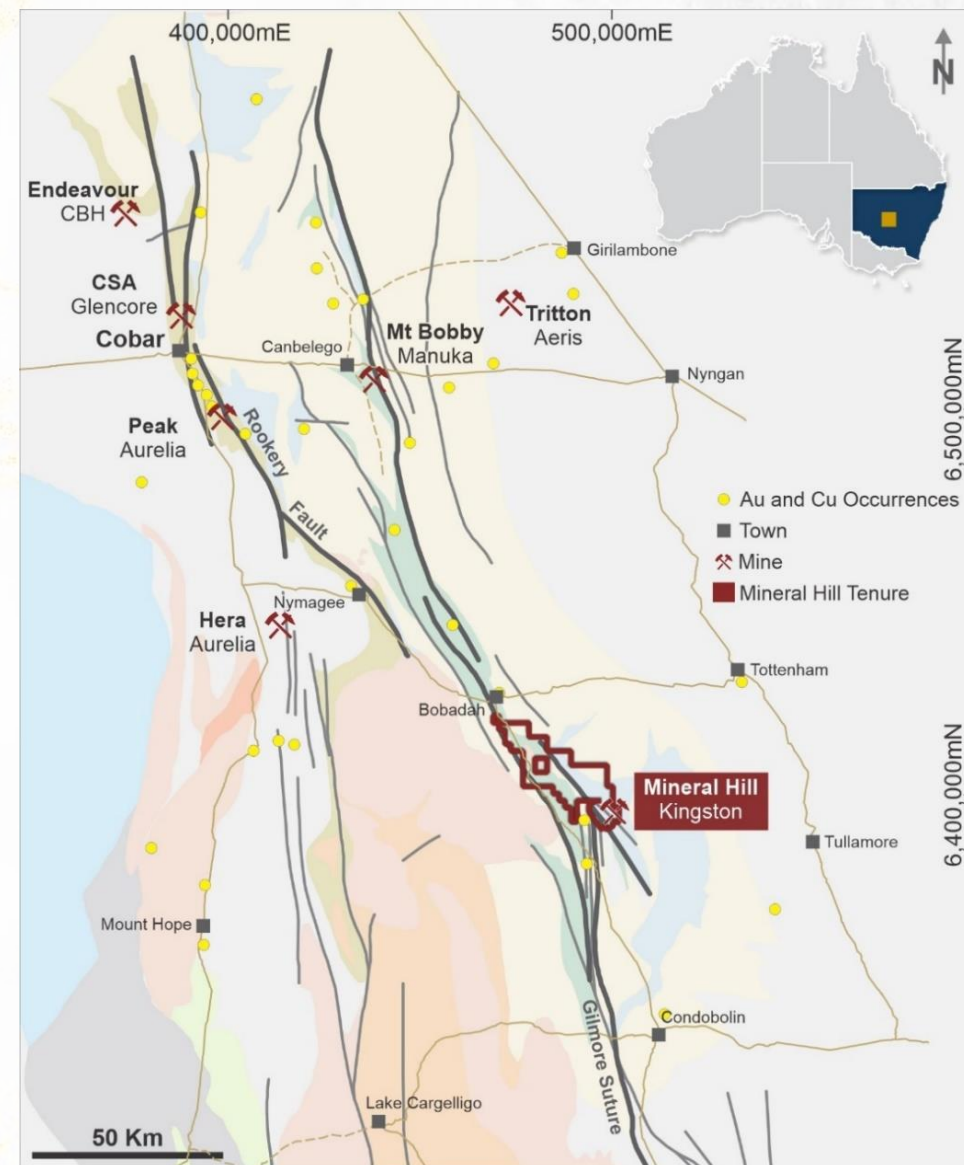 400,000mE
500,000mE
N
Endeavour
CBH
Girilambone
CSA
Glencore
Tritton
Aeris
Cobar
Mt Bobby
Manuka
Canbelego
Nyngan
6,500,000mN
Peak
Aurelia
Rookery
Fault
Au and Cu Occurrences
Town
Mine
Mineral Hill Tenure
Nymagee
Hera
Aurelia
Tottenham
Bobadah
Mineral Hill
Kingston
6,400,000mN
Tullamore
Mount Hope
Gilmore Suture
Condobolin
Lake Cargelligo
50 Km